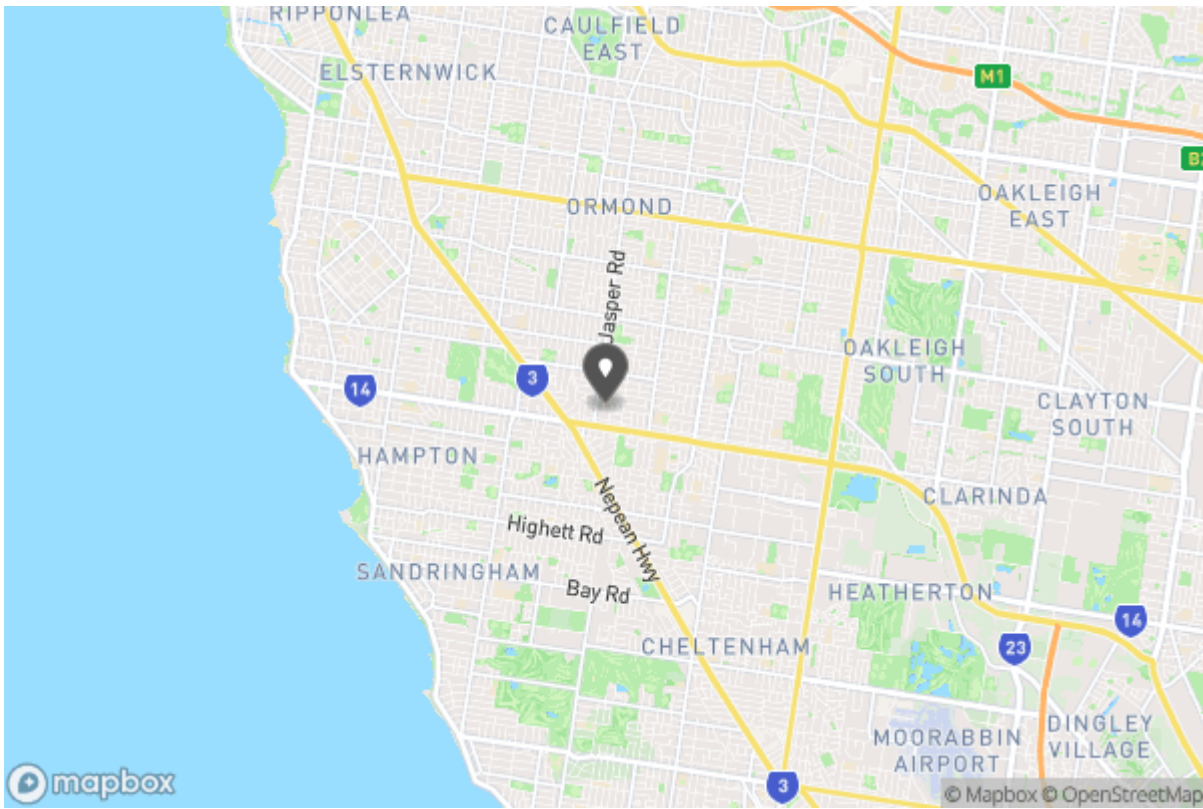 RIPPONLEA
CAULFIELD
EAST
ELSTERNWICK
M1
OAKLEIGH
EAST
ORMOND
Jasper Rd
OAKLEIGH
SOUTH
3
14
CLAYTON
SOUTH
HAMPTON
CLARINDA
Nepean Hwy
Highett Rd
SANDRINGHAM
Bay Rd
HEATHERTON
14
CHELTENHAM
23
MOORABBIN
AIRPORT
DINGLEY
VILLAGE
3
mapbox
© Mapbox © OpenStreetMap